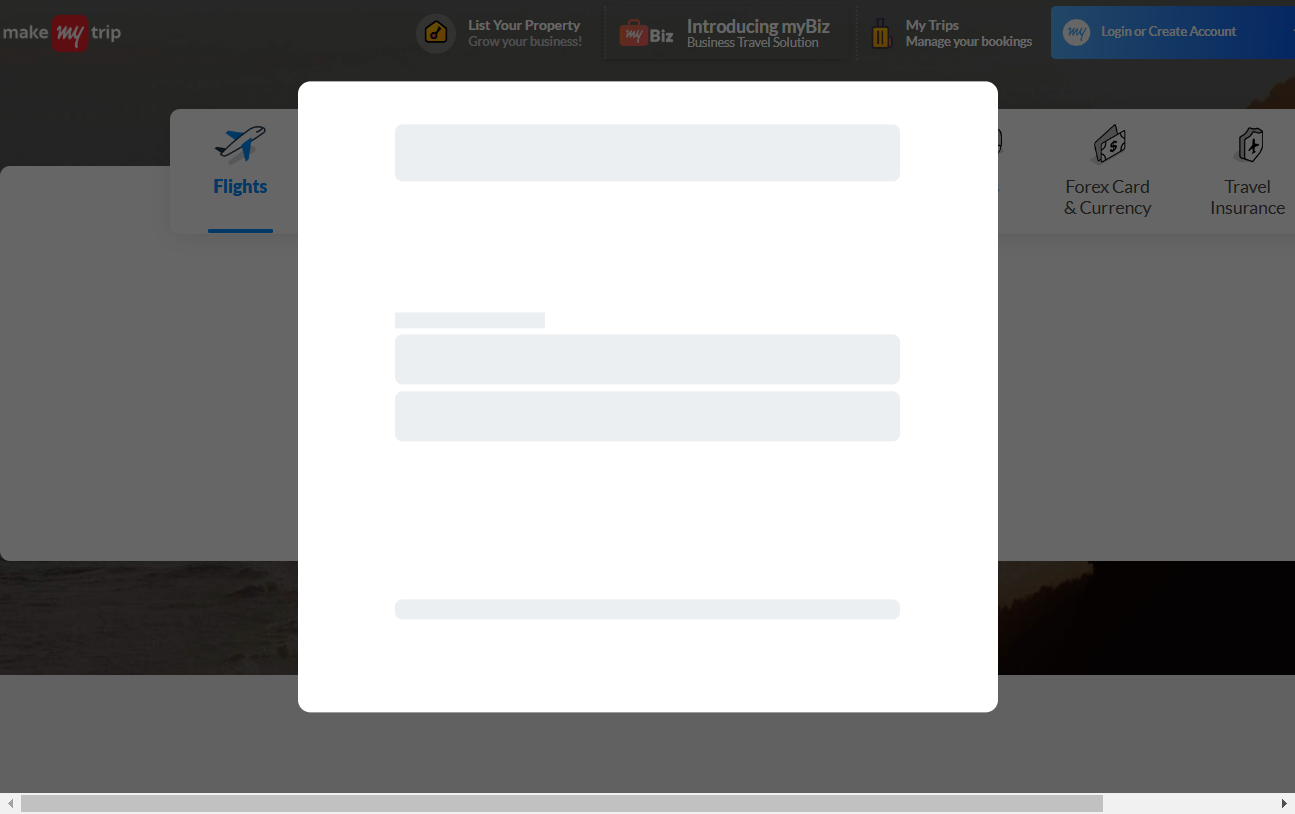 make my trip
List Your Property
Grow your business!
my Biz
Introducing myBiz
Business Travel Solution
My Trips
Manage your bookings
my
Login or Create Account
Flights
Forex Card
& Currency
Travel
Insurance